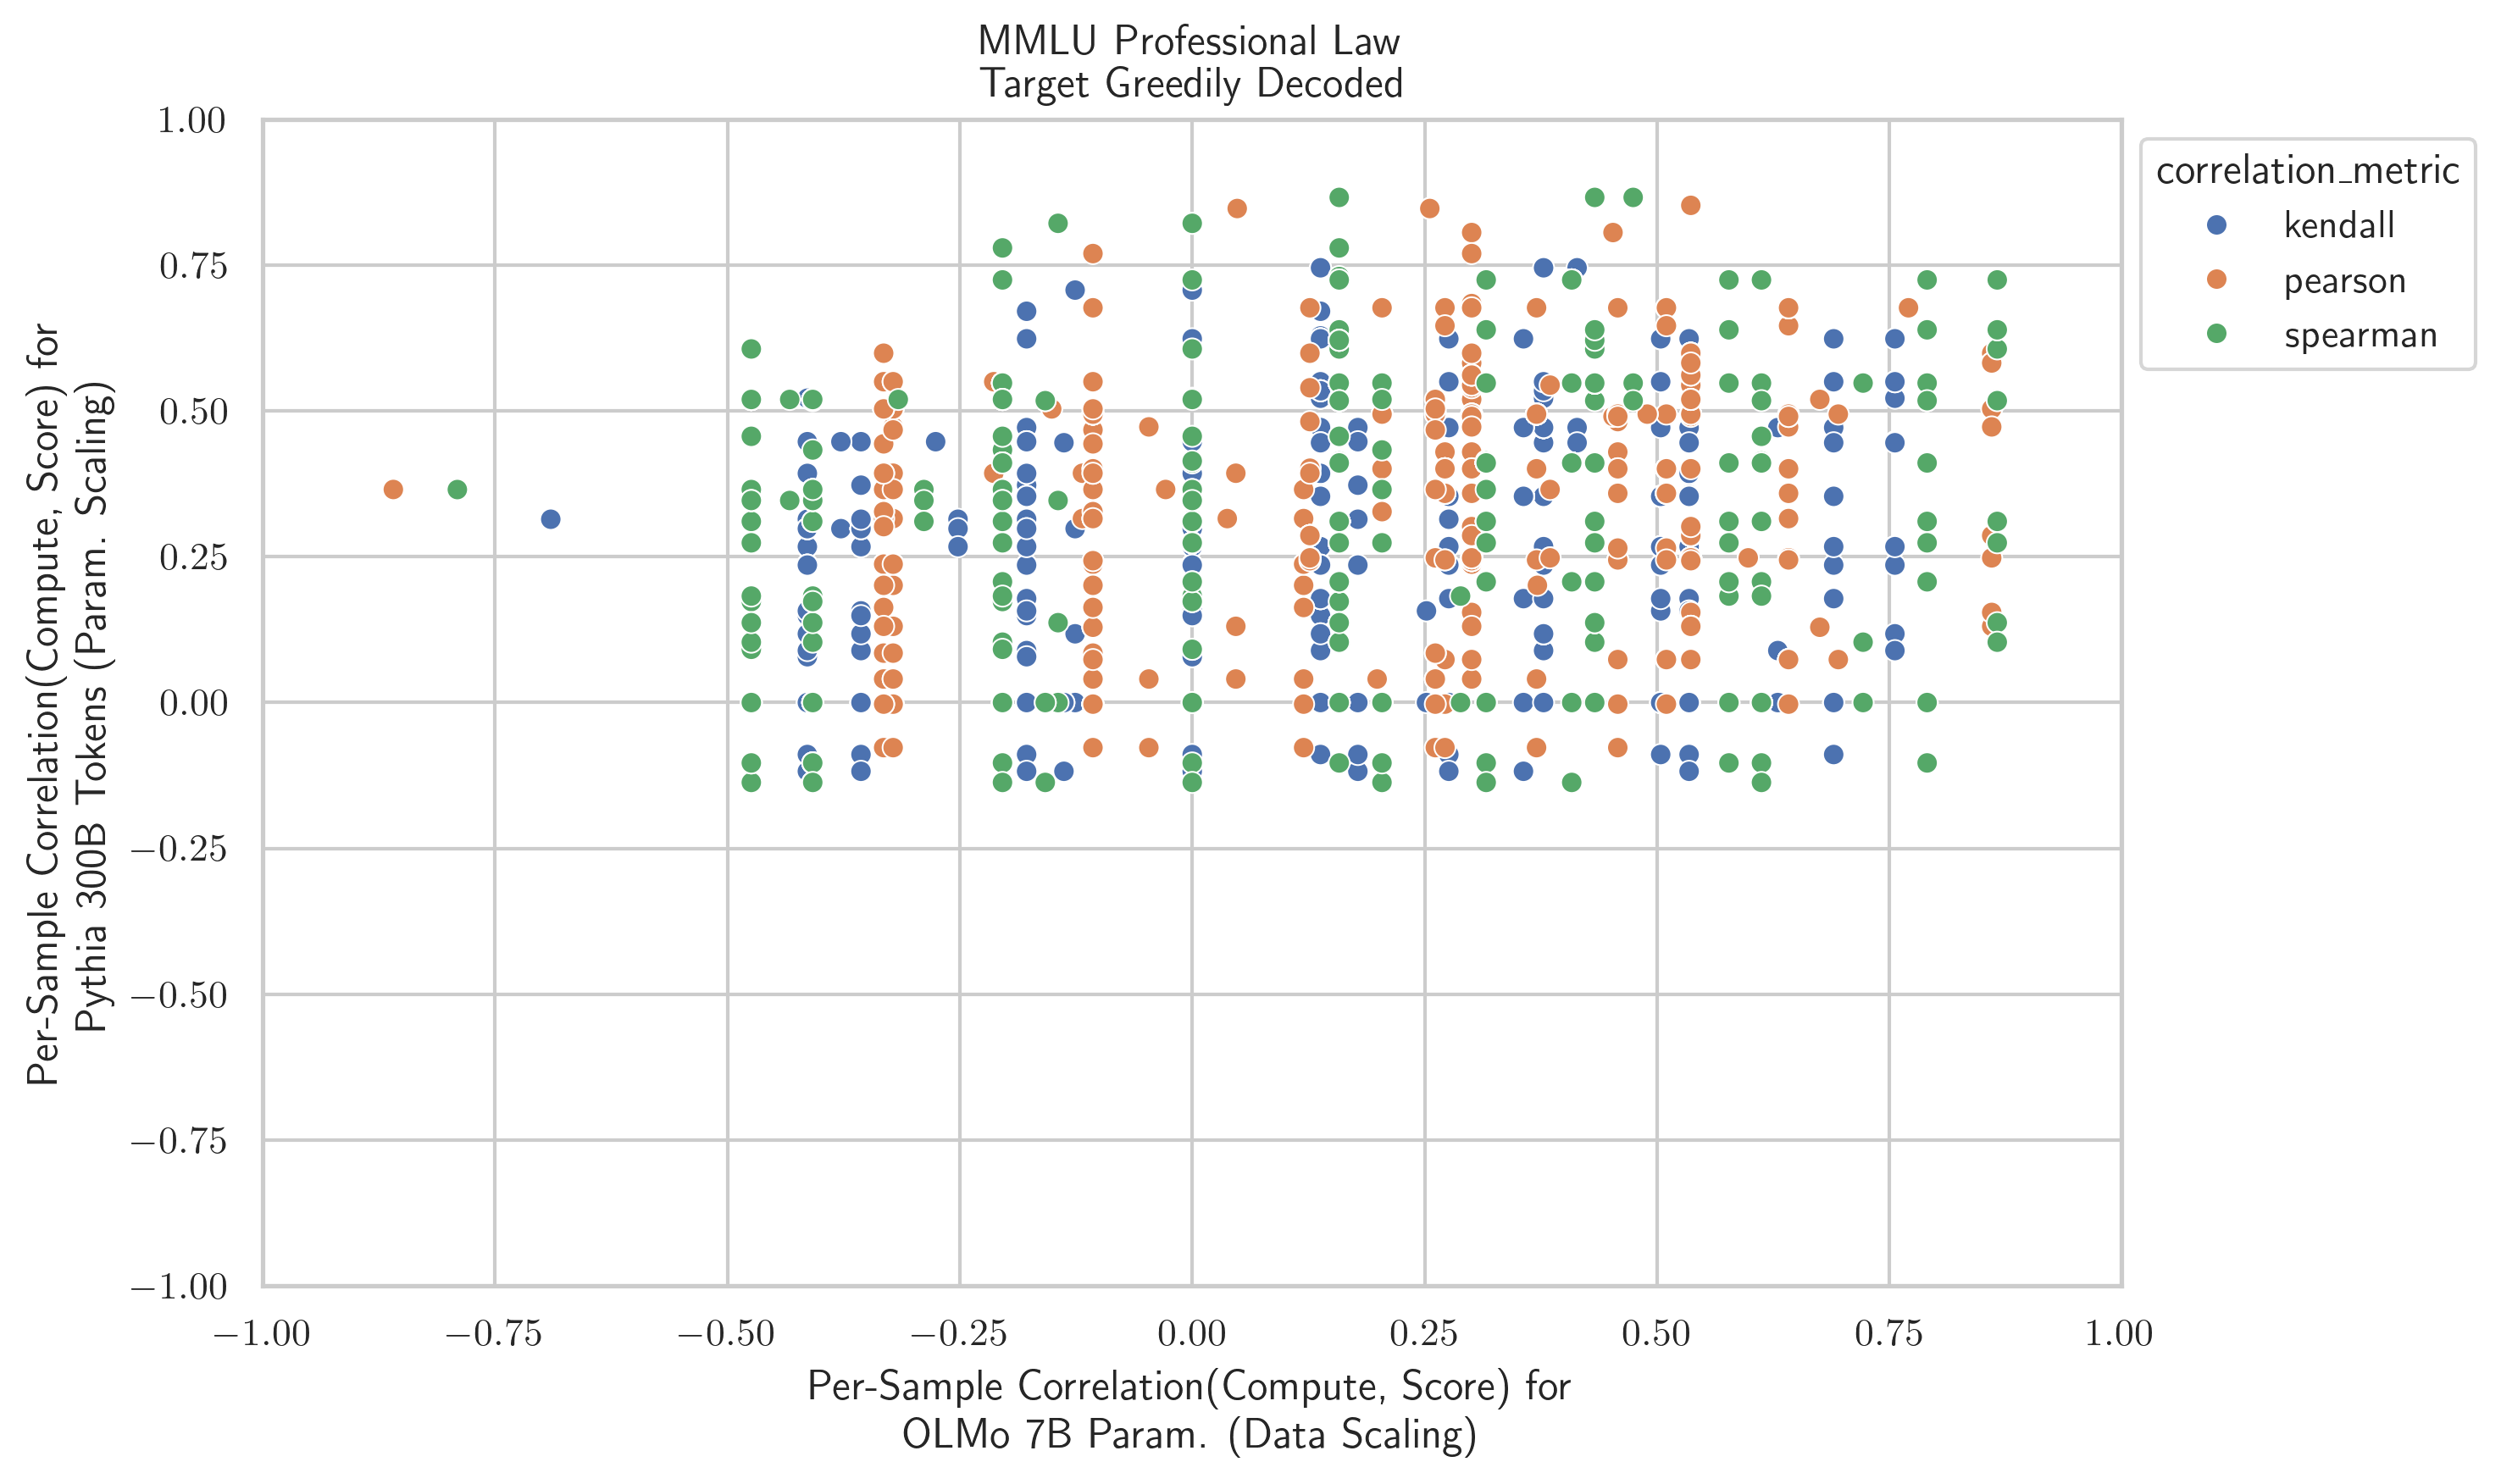 MMLU Professional Law
Target Greedily Decoded
Per-Sample Correlation(Compute, Score) for
Pythia 300B Tokens (Param. Scaling)
1.00
0.75
0.50
0.25
0.00
−0.25
−0.50
−0.75
−1.00
−1.00
−0.75
−0.50
−0.25
0.00
0.25
0.50
0.75
1.00
Per-Sample Correlation(Compute, Score) for
OLMo 7B Param. (Data Scaling)
correlation_metric
kendall
pearson
spearman